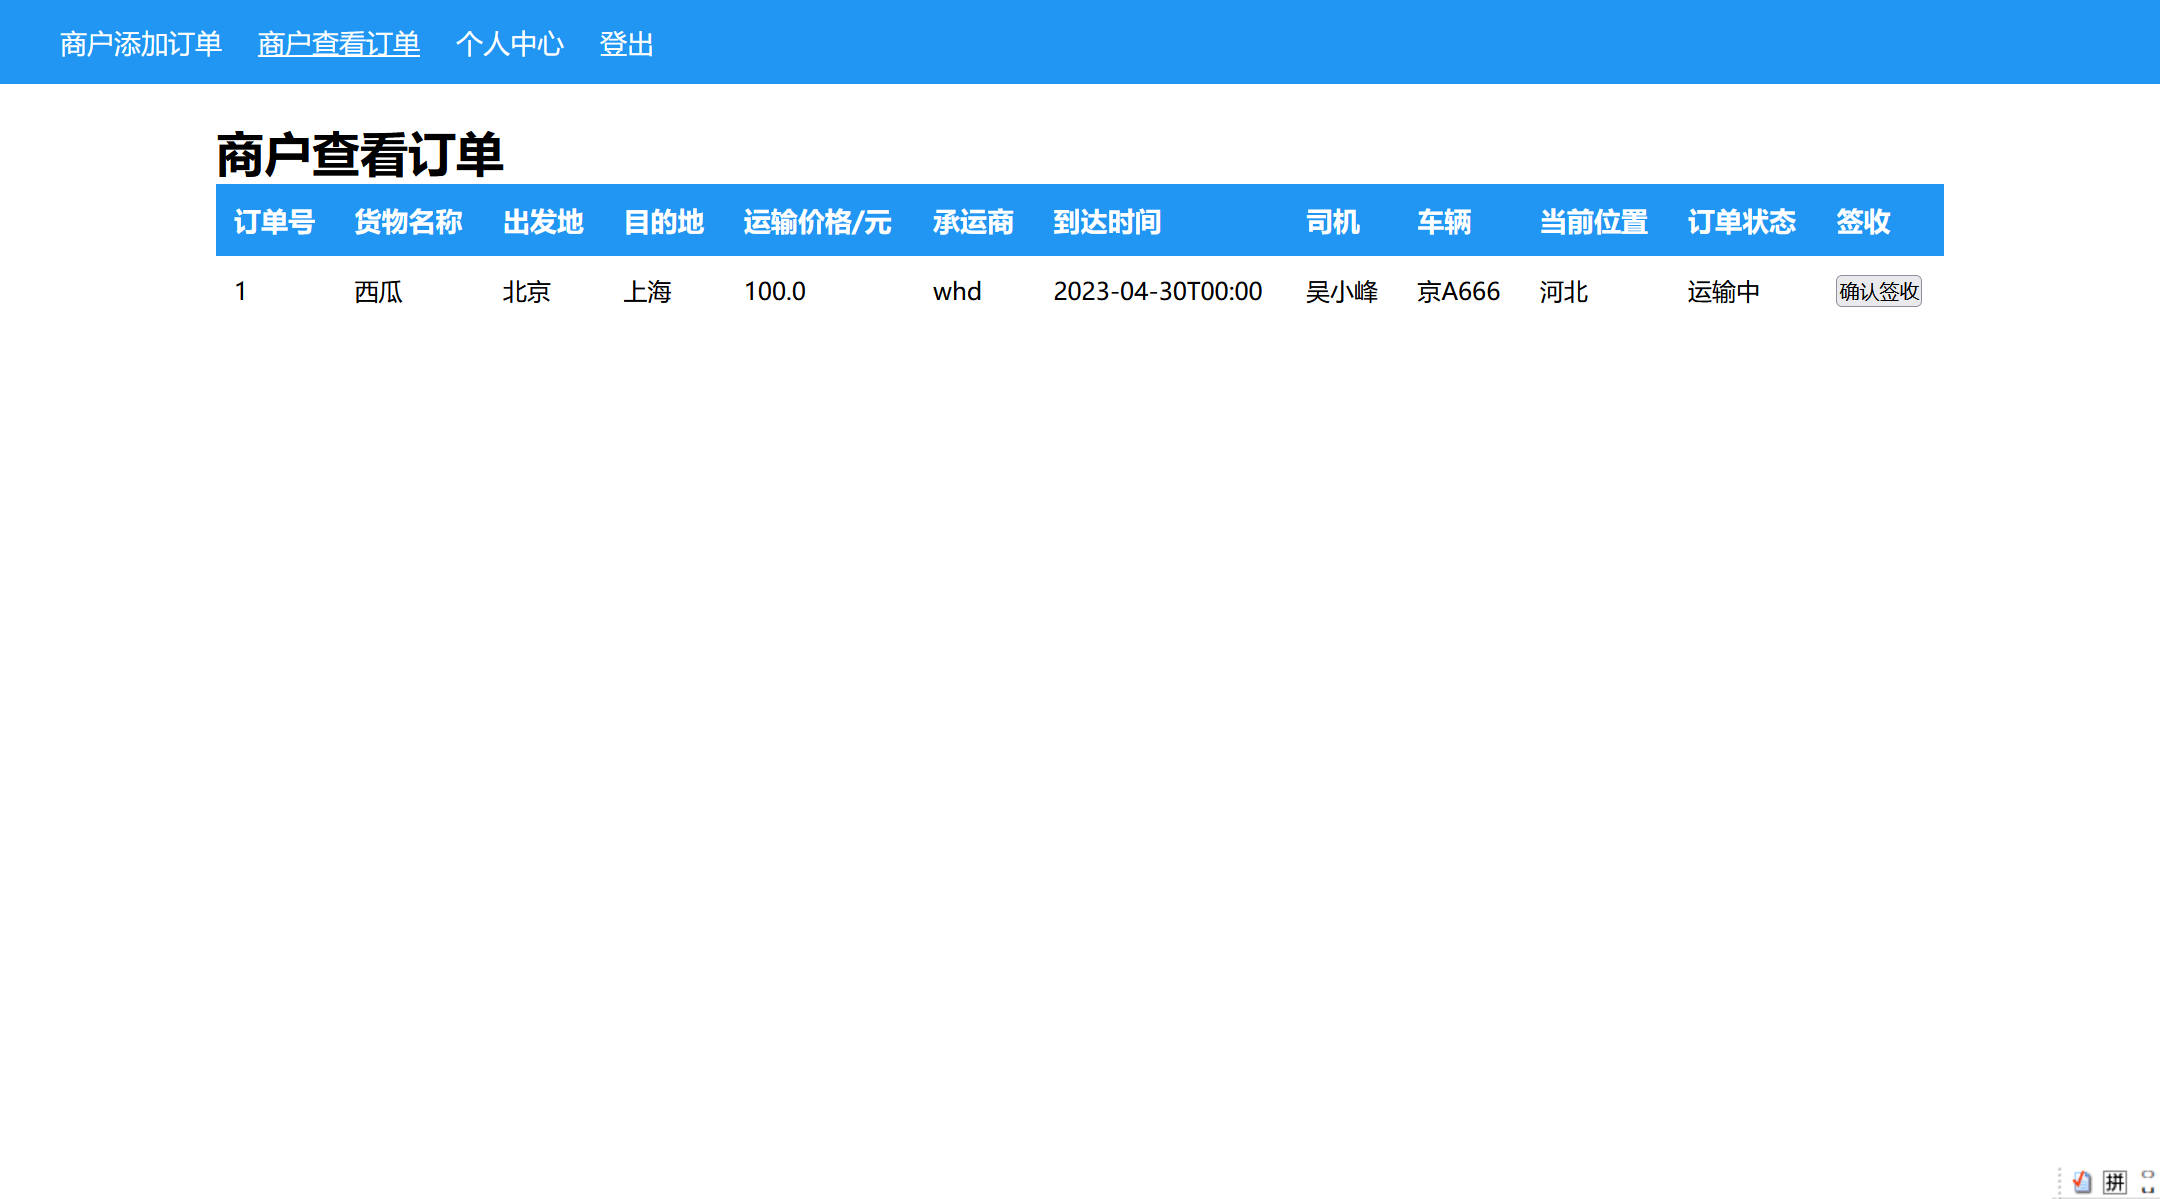 商户添加订单 商户查看订单 个人中心 登出
商户查看订单
订单号 货物名称 出发地 目的地 运输价格/元 承运商 到达时间 司机 车辆 当前位置 订单状态 签收
1 西瓜 北京 上海 100.0 whd 2023-04-30T00:00 吴小峰 京A666 河北 运输中 确认签收
拼